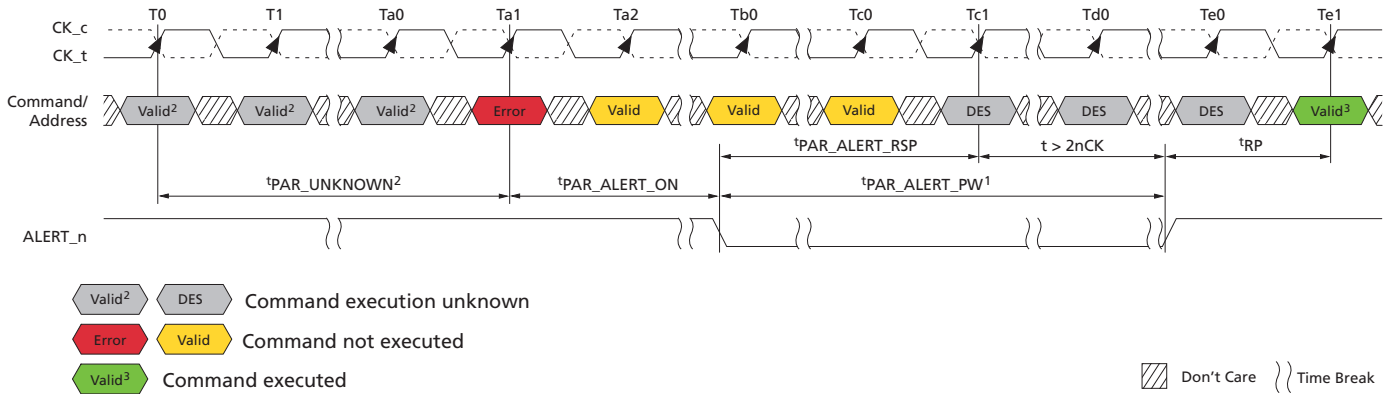 T0 T1 Ta0 Ta1 Ta2 Tb0 Tc0 Tc1 Td0 Te0 Te1
CK_c
CK_t
Command/
Address
Valid² Valid² Valid² Error Valid Valid Valid DES DES DES Valid³
tPAR_ALERT_RSP t > 2nCK tRP
tPAR_UNKNOWN² tPAR_ALERT_ON tPAR_ALERT_PW¹
ALERT_n
Valid² DES Command execution unknown
Error Valid Command not executed
Valid³ Command executed
Don't Care Time Break